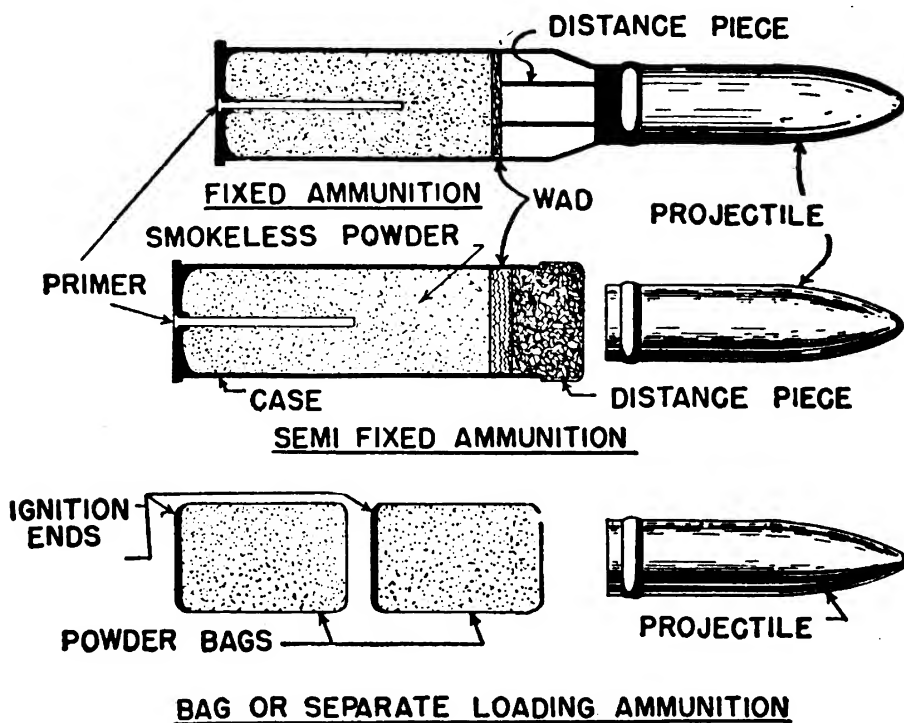 DISTANCE PIECE
FIXED AMMUNITION
WAD
PROJECTILE
SMOKELESS POWDER
PRIMER
CASE
DISTANCE PIECE
SEMI FIXED AMMUNITION
IGNITION
ENDS
POWDER BAGS
PROJECTILE
BAG OR SEPARATE LOADING AMMUNITION